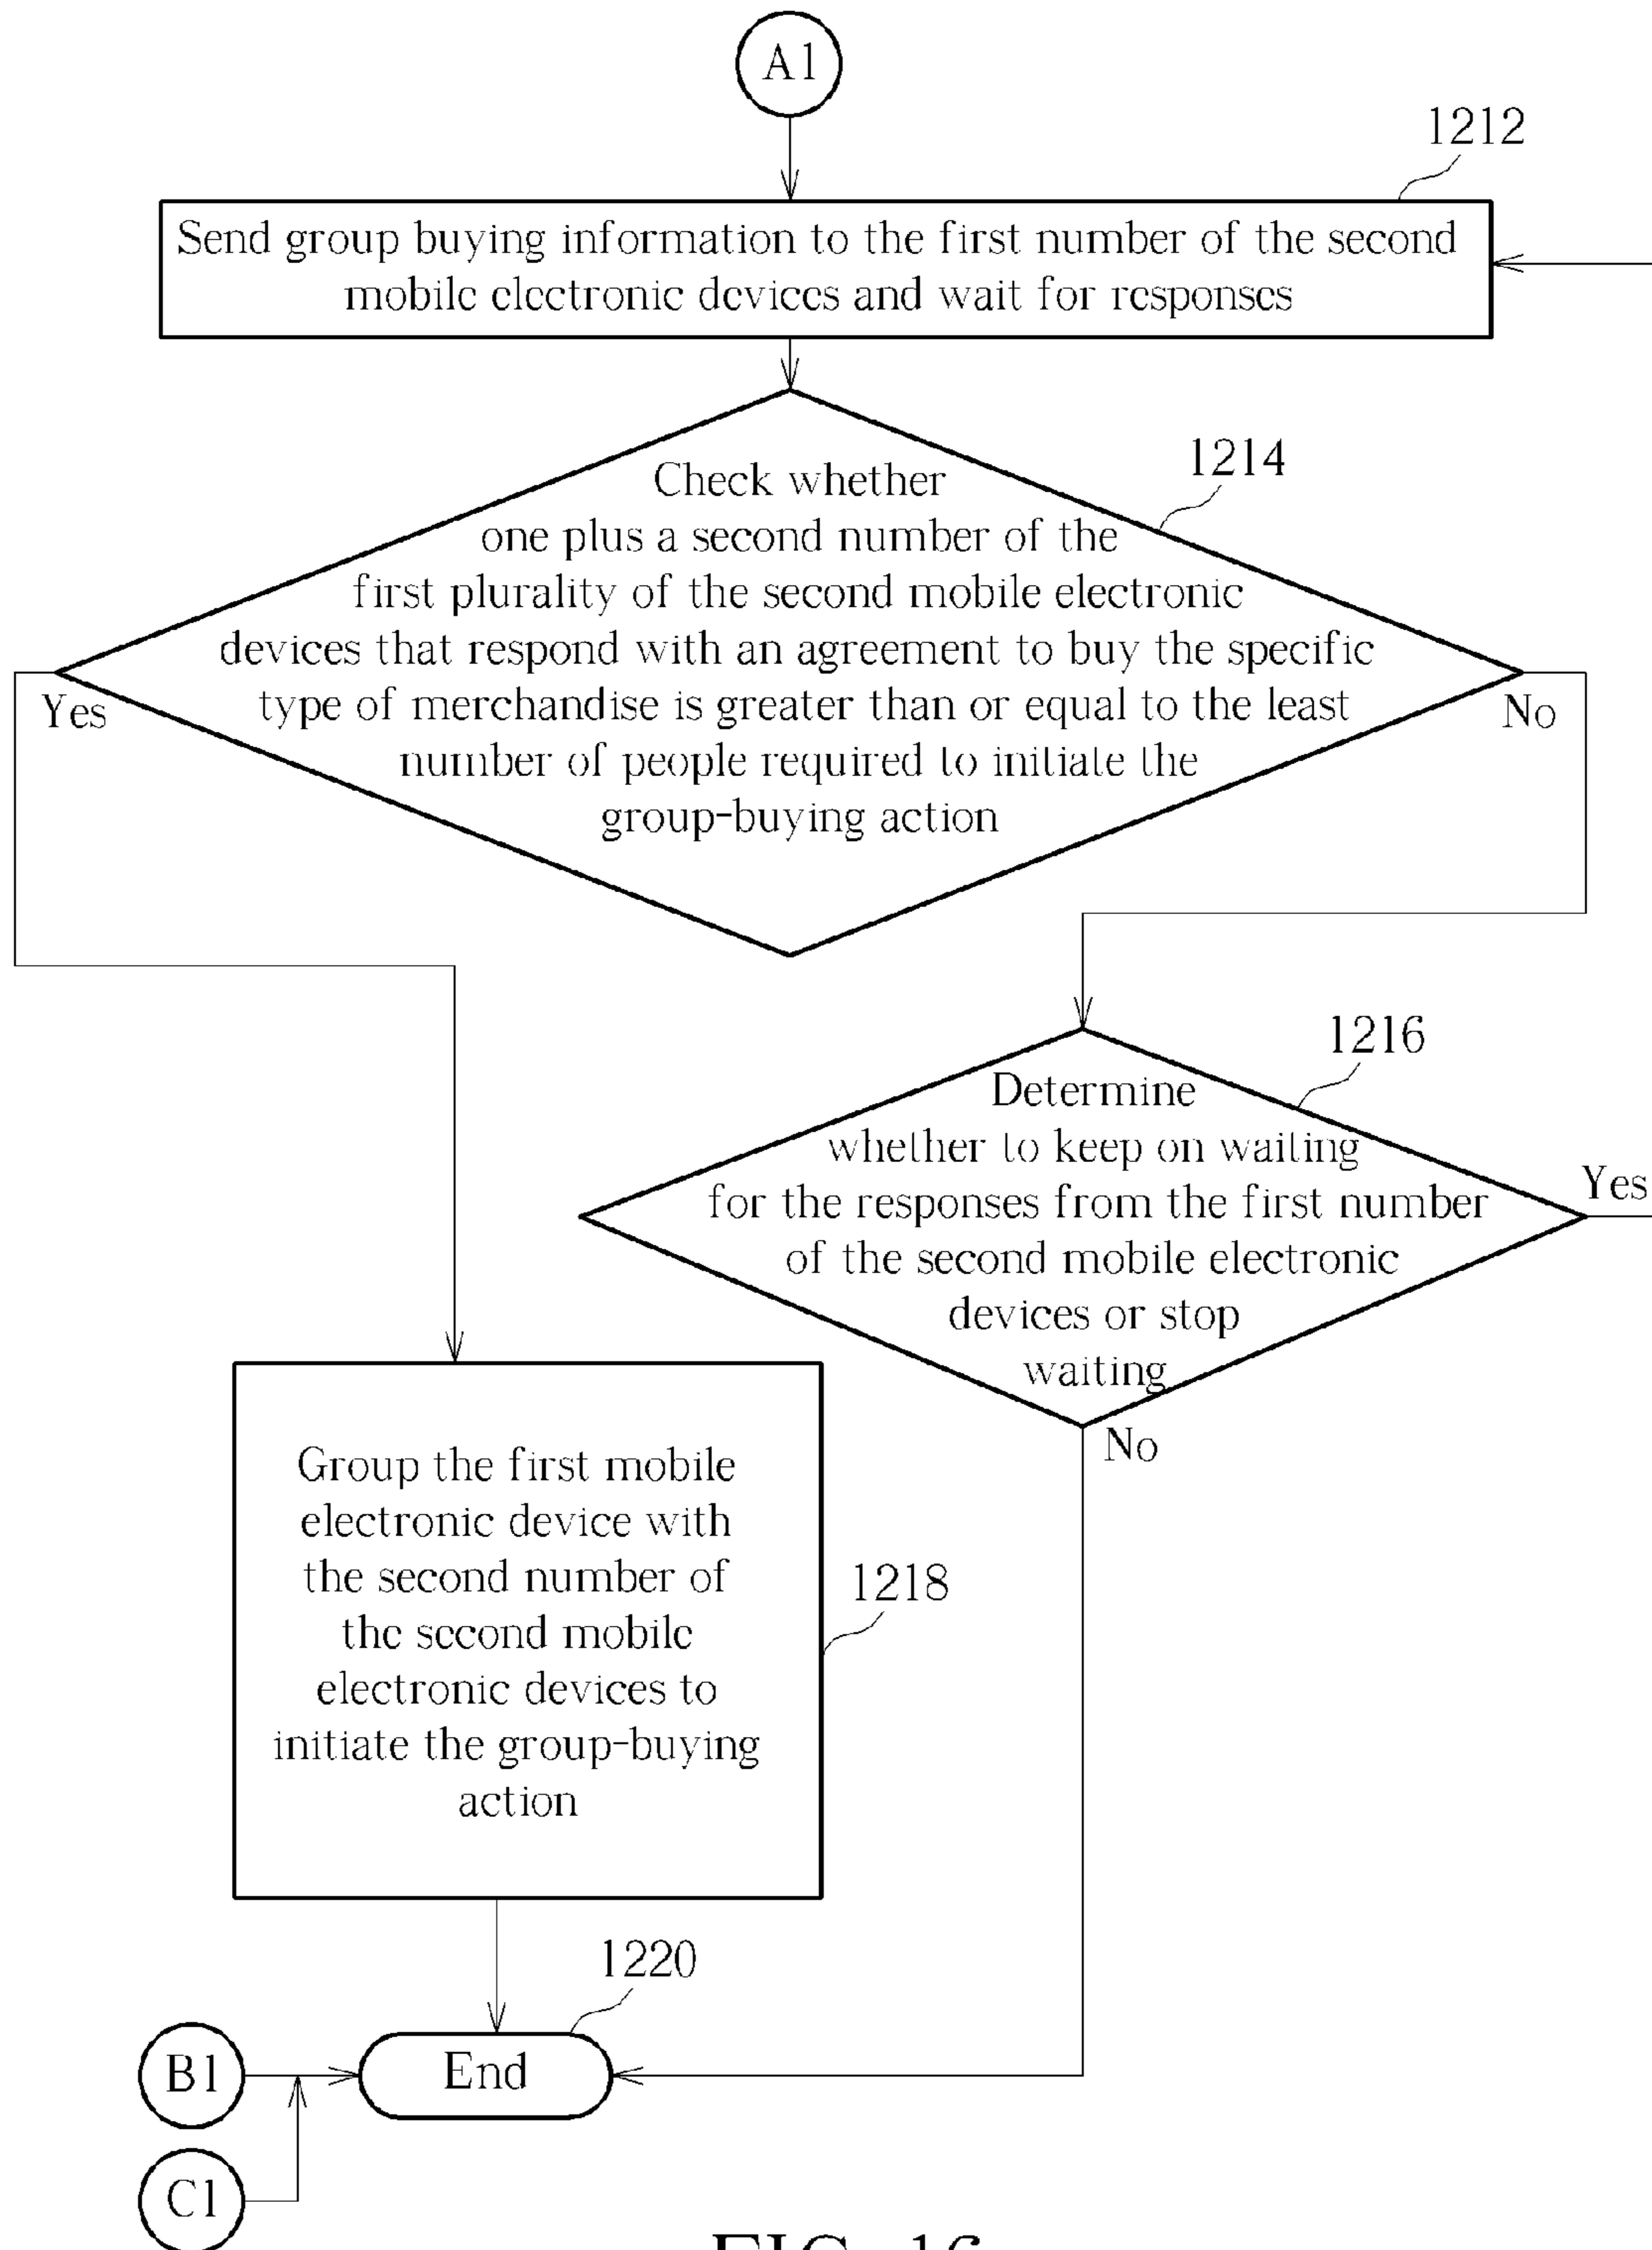 A1
1212
Send group buying information to the first number of the second
mobile electronic devices and wait for responses
1214
Check whether
one plus a second number of the
first plurality of the second mobile electronic
devices that respond with an agreement to buy the specific
type of merchandise is greater than or equal to the least
number of people required to initiate the
group-buying action
Yes
No
1216
Determine
whether to keep on waiting
for the responses from the first number
of the second mobile electronic
devices or stop
waiting
Yes
No
Group the first mobile
electronic device with
the second number of
the second mobile
electronic devices to
initiate the group-buying
action
1218
1220
End
B1
C1
FIG. 16